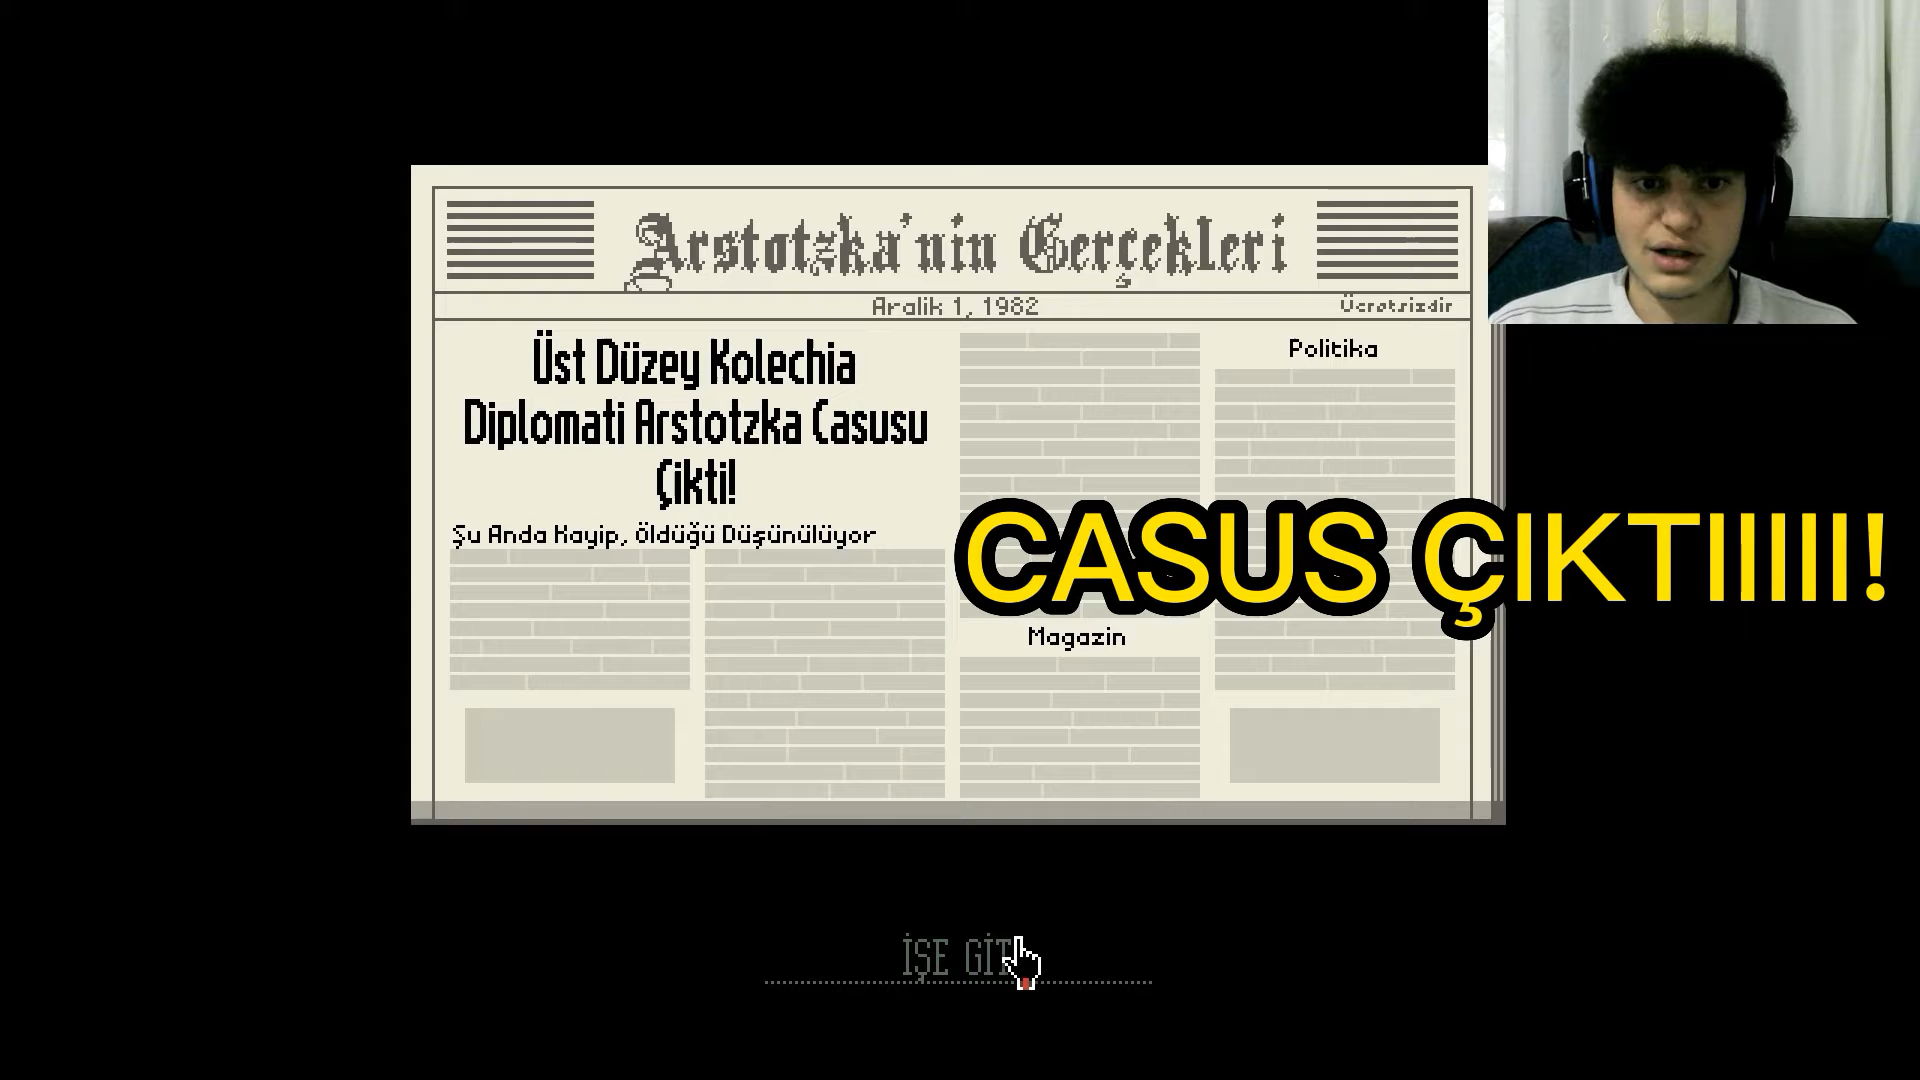 Arstotzka'nin Gerçekleri
Aralik 1, 1982
Ücretsizdir
Üst Düzey Kolechia
Diplomati Arstotzka Casusu
Çikti!
Şu Anda Kayip, Öldüğü Düşünülüyor
Politika
CASUS ÇIKTIIIII!
Magazin
İŞE GİT